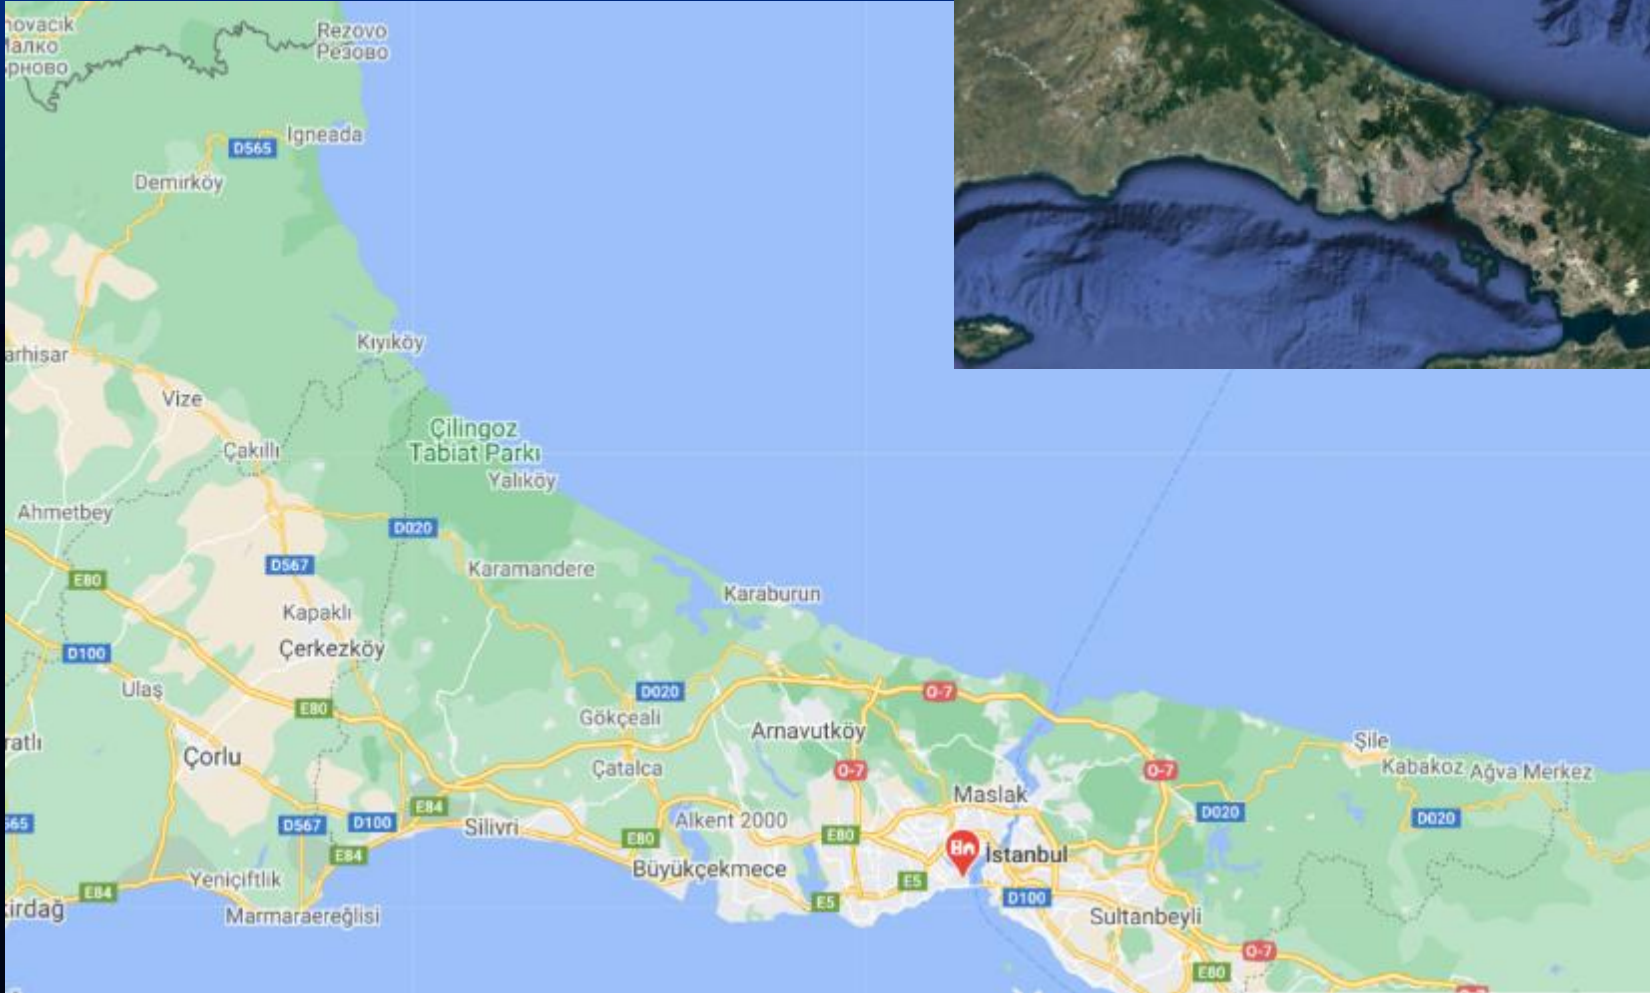 Rezovo
Резово
Igneada
D565
Demirköy
Kıyıköy
Vize
Çakıllı
Çilingoz
Tabiat Parkı
Yalıköy
Ahmetbey
D020
D567
Karamandere
E80
Kapaklı
Karaburun
Çerkezköy
D100
Ulaş
E80
D020
O-7
Gökçeali
Arnavutköy
Şile
Çorlu
Çatalca
O-7
O-7
Kabakoz
Ağva Merkez
Maslak
E84
D567
D100
Silivri
Alkent 2000
E80
E80
D020
D020
E84
İstanbul
Büyükçekmece
Yeniçiftlik
E84
E5
E5
D100
Marmaraereğlisi
Sultanbeyli
O-7
E80